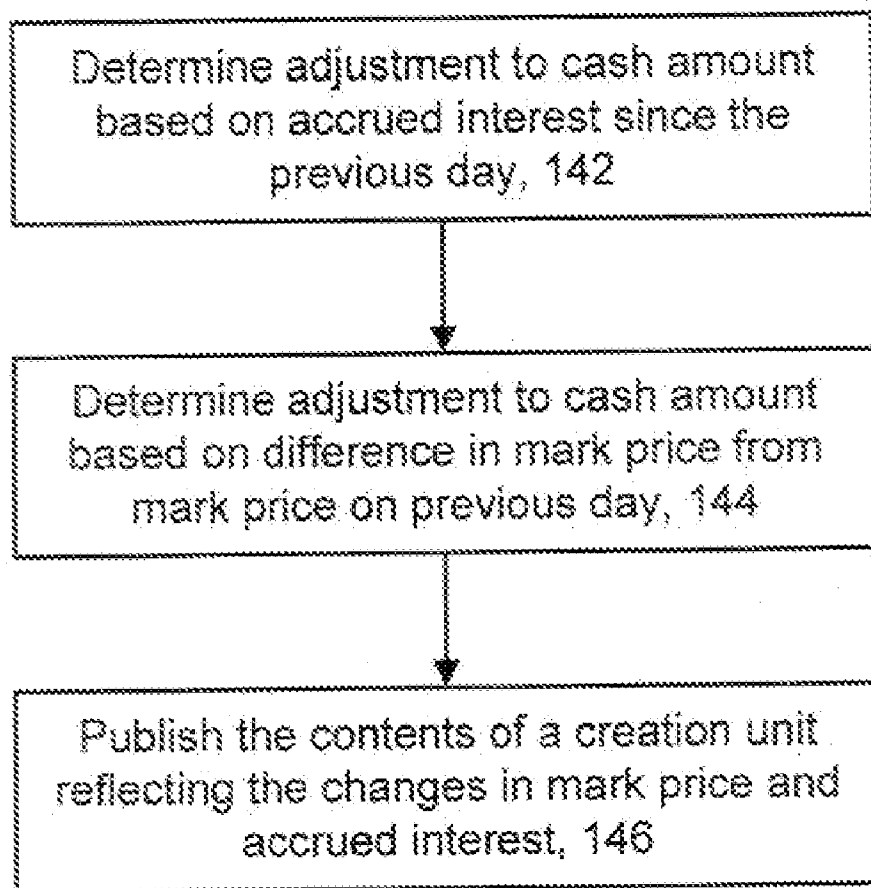 Determine adjustment to cash amount
based on accrued interest since the
previous day, 142
Determine adjustment to cash amount
based on difference in mark price from
mark price on previous day, 144
Publish the contents of a creation unit
reflecting the changes in mark price and
accrued interest, 146